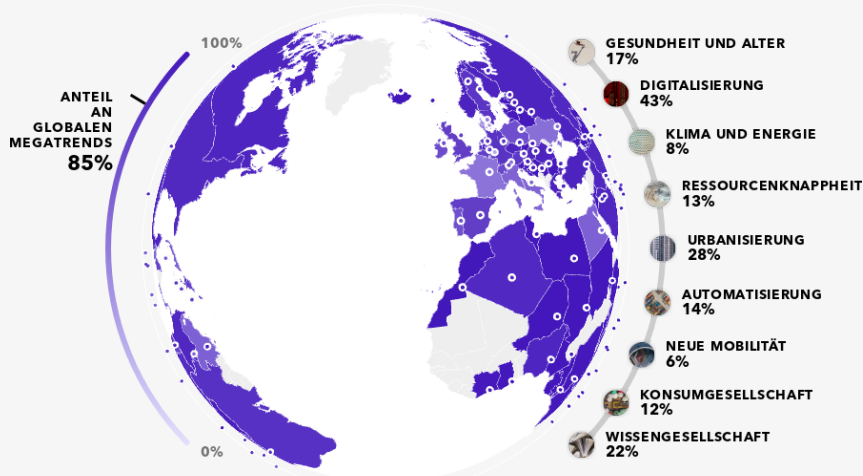 100%
ANTEIL
AN
GLOBALEN
MEGATRENDS
85%
0%
GESUNDHEIT UND ALTER
17%
DIGITALISIERUNG
43%
KLIMA UND ENERGIE
8%
RESSOURCENKNAPPHEIT
13%
URBANISIERUNG
28%
AUTOMATISIERUNG
14%
NEUE MOBILITÄT
6%
KONSUMGESELLSCHAFT
12%
WISSENGESELLSCHAFT
22%